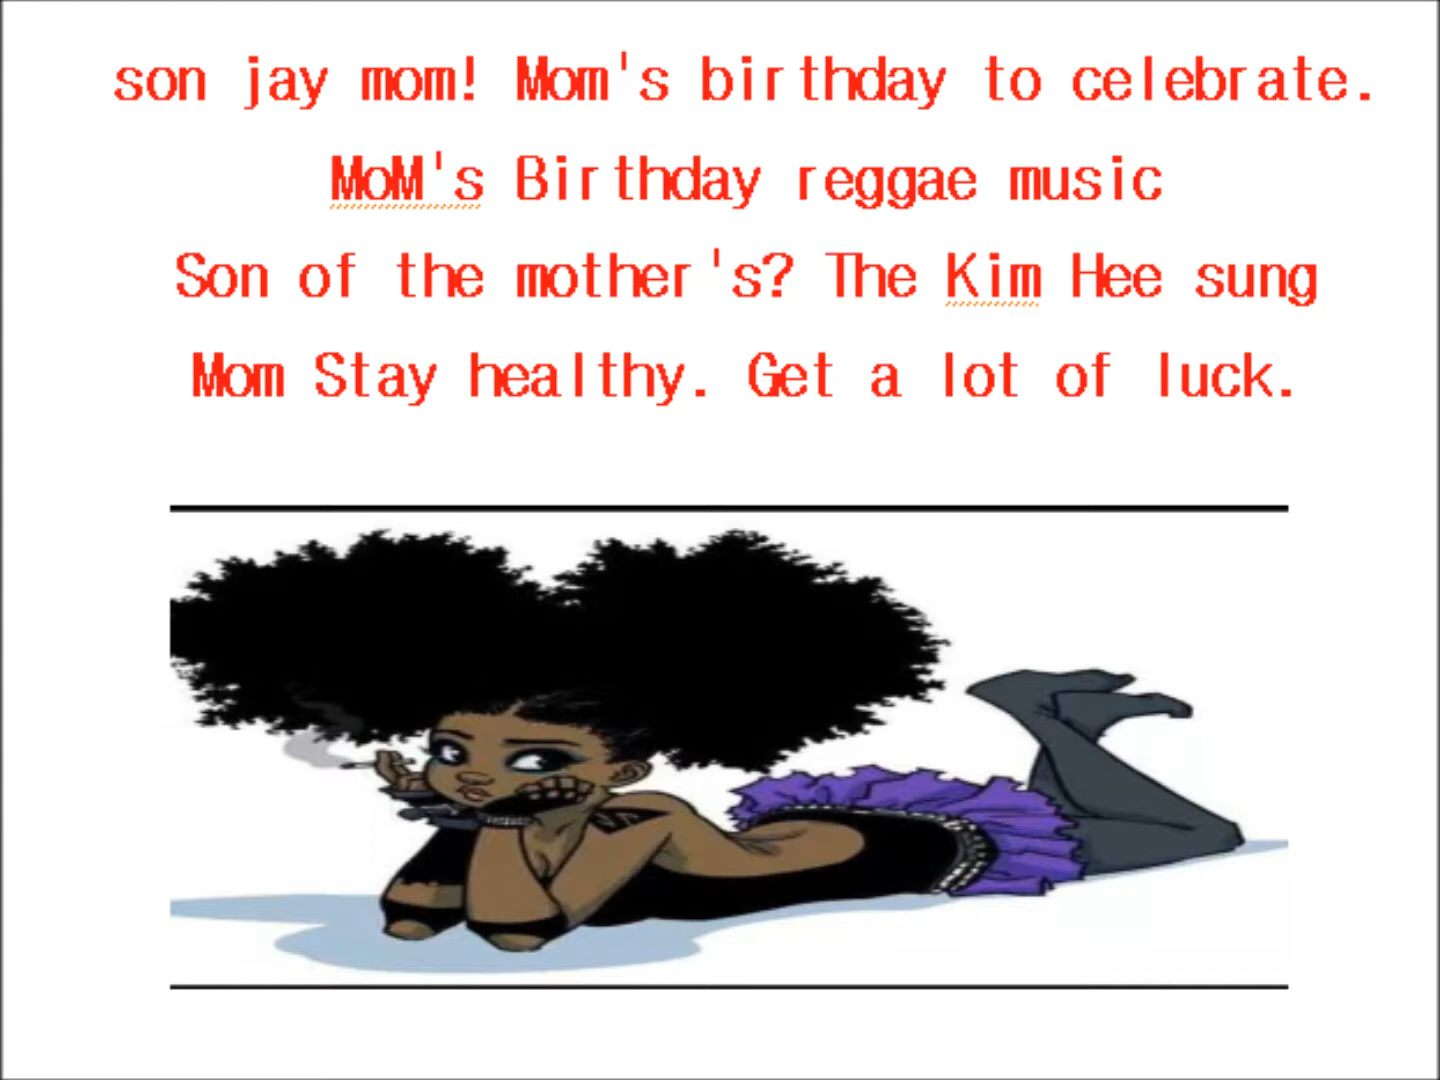 son jay mom! Mom's birthday to celebrate.
MoM's Birthday reggae music
Son of the mother's? The Kim Hee sung
Mom Stay healthy. Get a lot of luck.